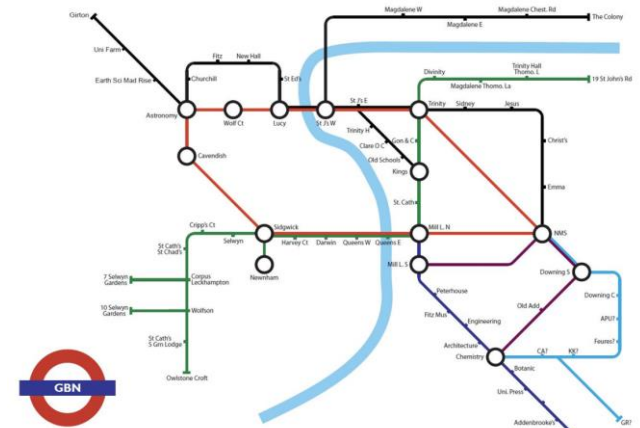 Girton
Magdalene W
Magdalene Chest. Rd
The Colony
Magdalene E
Uni Farm
Fitz
New Hall
Trinity Hall
Thomo. L
Divinity
Earth Sci Mad Rise
Churchill
St Ed's
19 St John's Rd
Magdalene Thomo. La
St J's E
Trinity
Sidney
Jesus
Astronomy
Wolf Ct
Lucy
St J's W
Trinity H
Gon & C
Christ's
Clare O C
Old Schools
Cavendish
Kings
Emma
St. Cath
Cripp's Ct
Sidgwick
Mill L. N
NMS
Selwyn
Harvey Ct
Darwin
Queens W
Queens E
St Cath's
St Chad's
Newnham
Mill L. S
Downing S
7 Selwyn
Gardens
Corpus
Leckhampton
Peterhouse
Downing C
10 Selwyn
Gardens
Wolfson
Fitz Mus
Engineering
Old Add.
APU?
St Cath's
S Grn Lodge
Architecture
Feures?
Chemistry
CA?
KK?
Owlstone Croft
Botanic
GBN
Uni. Press
Addenbrooke's
GR?